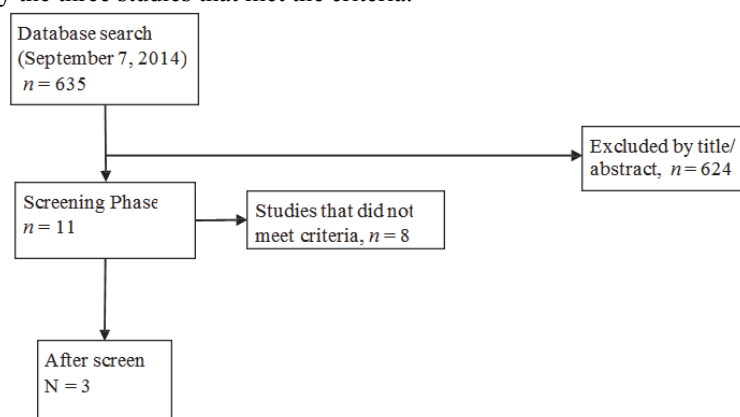 the three studies that met the criteria.
Database search
(September 7, 2014)
n = 635
Excluded by title/
abstract, n = 624
Screening Phase
n = 11
Studies that did not
meet criteria, n = 8
After screen
N = 3